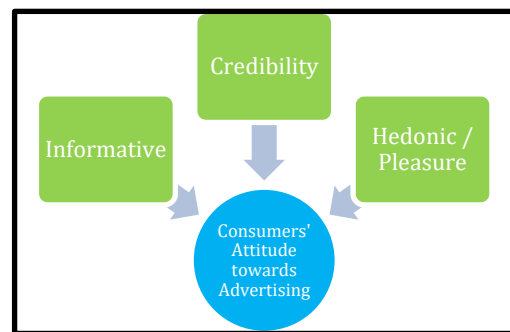 Credibility
Informative
Hedonic /
Pleasure
Consumers'
Attitude
towards
Advertising